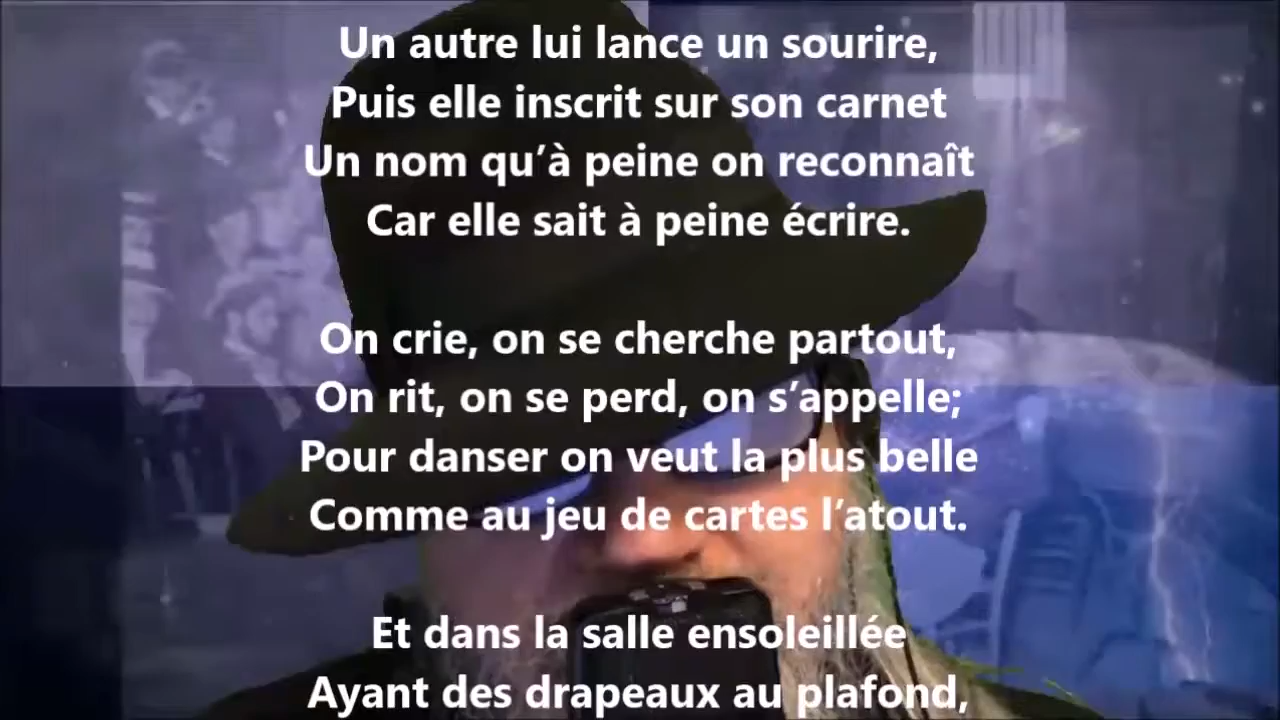 Un autre lui lance un sourire,
Puis elle inscrit sur son carnet
Un nom qu’à peine on reconnaît
Car elle sait à peine écrire.
On crie, on se cherche partout,
On rit, on se perd, on s’appelle;
Pour danser on veut la plus belle
Comme au jeu de cartes l’atout.
Et dans la salle ensoleillée
Ayant des drapeaux au plafond,